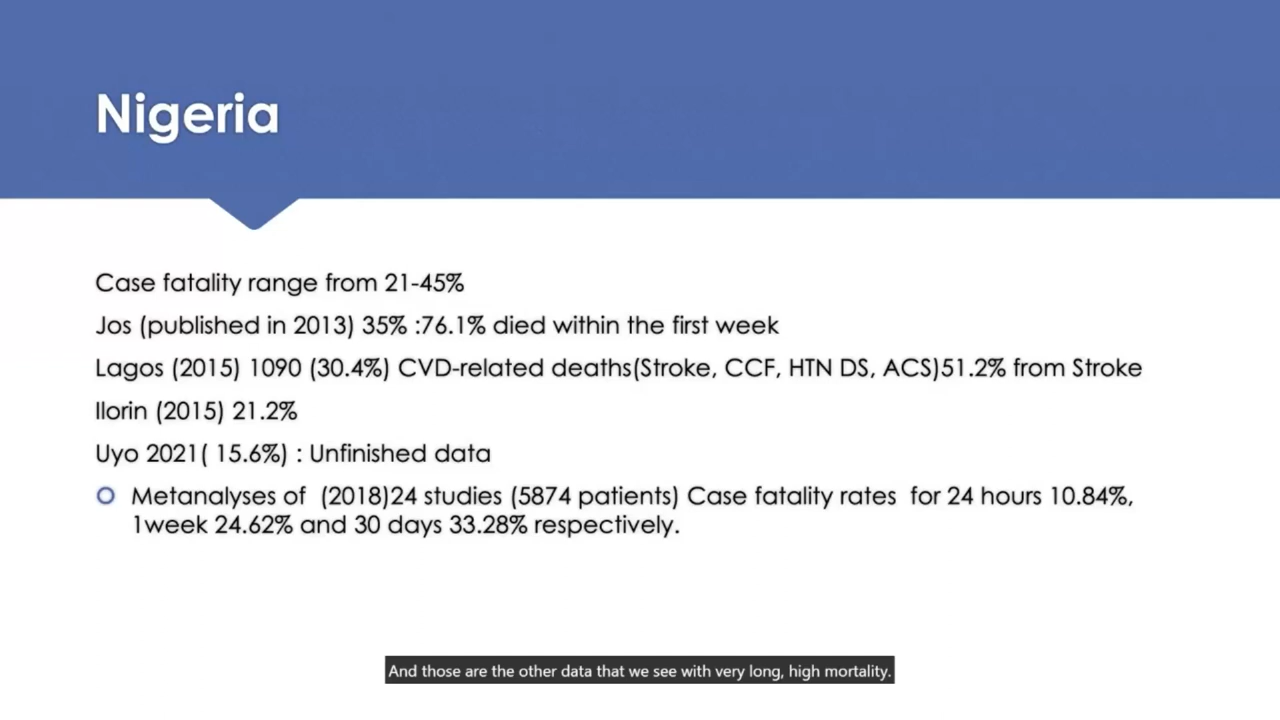 Nigeria
Case fatality range from 21-45%
Jos (published in 2013) 35% :76.1% died within the first week
Lagos (2015) 1090 (30.4%) CVD-related deaths(Stroke, CCF, HTN DS, ACS)51.2% from Stroke
Ilorin (2015) 21.2%
Uyo 2021( 15.6%) : Unfinished data
Metanalyses of (2018)24 studies (5874 patients) Case fatality rates for 24 hours 10.84%,
1week 24.62% and 30 days 33.28% respectively.
And those are the other data that we see with very long, high mortality.